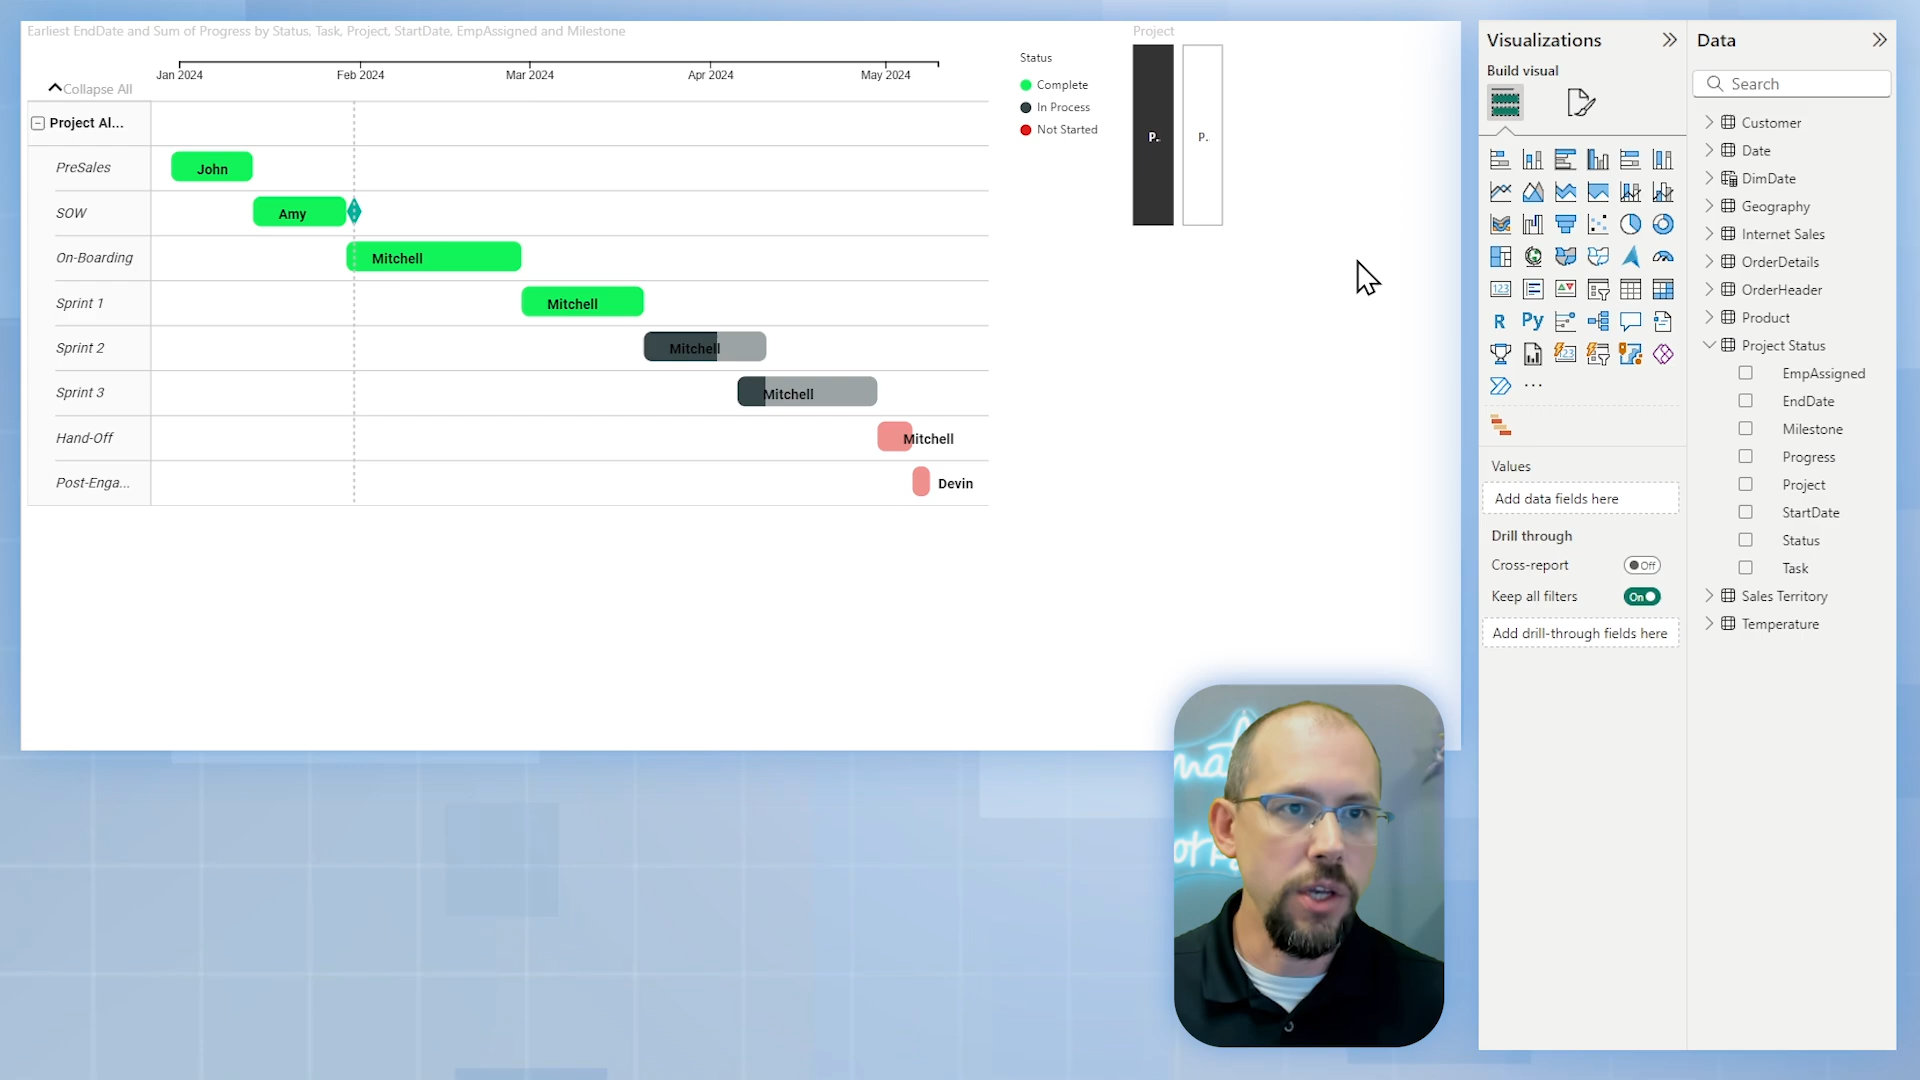 Earliest EndDate and Sum of Progress by Status, Task, Project, StartDate, EmpAssigned and Milestone
Jan 2024
Feb 2024
Mar 2024
Apr 2024
May 2024
Collapse All
Project Al...
PreSales
John
SOW
Amy
On-Boarding
Mitchell
Sprint 1
Mitchell
Sprint 2
Mitchell
Sprint 3
Mitchell
Hand-Off
Mitchell
Post-Enga...
Devin
Status
Complete
In Process
Not Started
Project
P.
P.
Visualizations
Build visual
123
R
Py
123
...
Values
Add data fields here
Drill through
Cross-report
Off
Keep all filters
On
Add drill-through fields here
Data
Search
Customer
Date
DimDate
Geography
Internet Sales
OrderDetails
OrderHeader
Product
Project Status
EmpAssigned
EndDate
Milestone
Progress
Project
StartDate
Status
Task
Sales Territory
Temperature